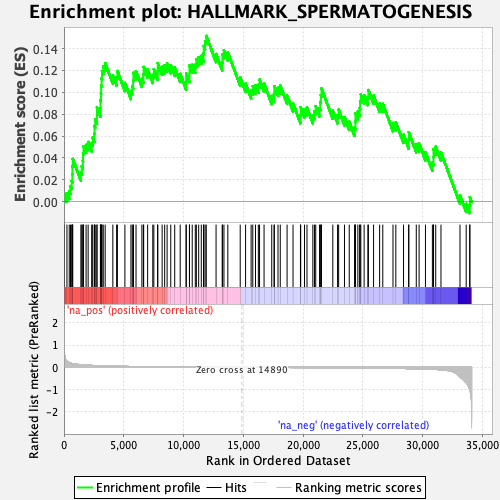 Enrichment plot: HALLMARK_SPERMATOGENESIS
Enrichment score (ES)
0.14
0.12
0.10
0.08
0.06
0.04
0.02
0.00
'na_pos' (positively correlated)
Ranked list metric (PreRanked)
2
1
0
-1
-2
Zero cross at 14890
'na_neg' (negatively correlated)
0
5,000
10,000
15,000
20,000
25,000
30,000
35,000
Rank in Ordered Dataset
Enrichment profile
Hits
Ranking metric scores